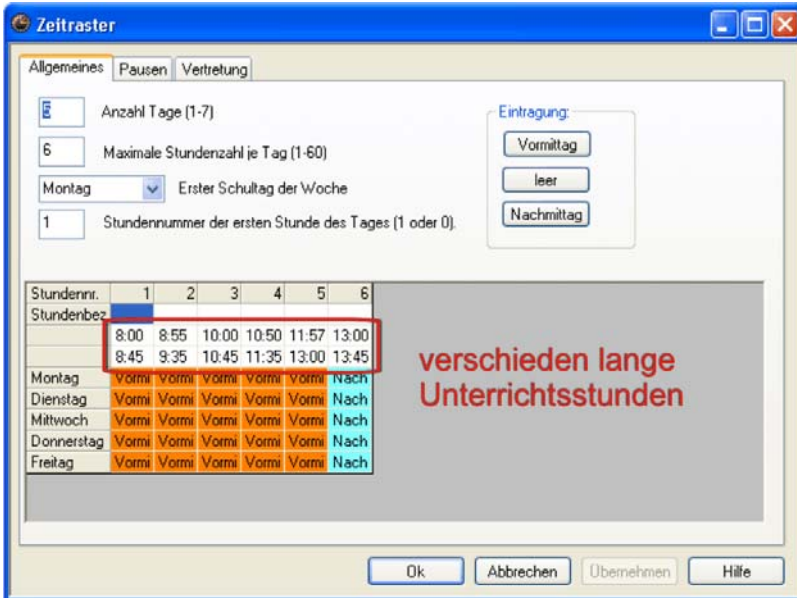 Zeitraster
Allgemeines Pausen Vertretung
5 Anzahl Tage (1-7)
6 Maximale Stundenzahl je Tag (1-60)
Montag Erster Schultag der Woche
1 Stundennummer der ersten Stunde des Tages (1 oder 0).
Eintragung:
Vormittag
leer
Nachmittag
Stundennr. 1 2 3 4 5 6
Stundenbez
8:00 8:55 10:00 10:50 11:57 13:00
8:45 9:35 10:45 11:35 13:00 13:45
Montag Vormi Vormi Vormi Vormi Vormi Nach
Dienstag Vormi Vormi Vormi Vormi Vormi Nach
Mittwoch Vormi Vormi Vormi Vormi Vormi Nach
Donnerstag Vormi Vormi Vormi Vormi Vormi Nach
Freitag Vormi Vormi Vormi Vormi Vormi Nach
verschieden lange
Unterrichtsstunden
Ok Abbrechen Übernehmen Hilfe